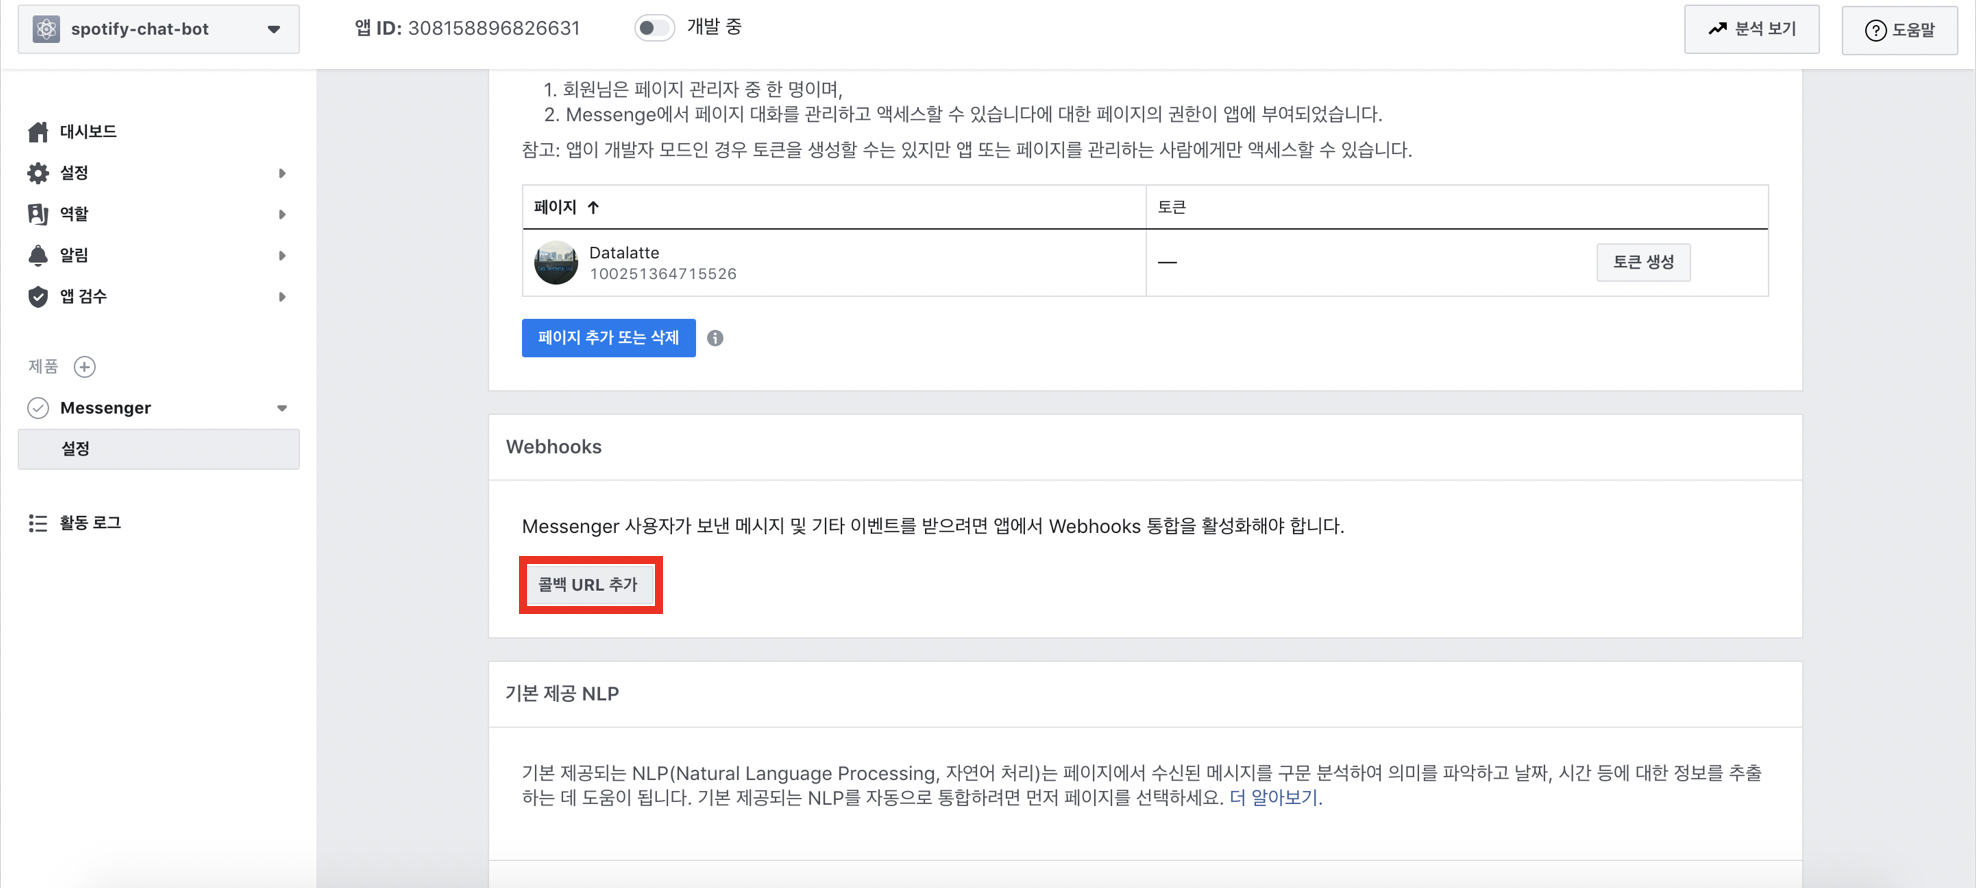 spotify-chat-bot
앱 ID: 308158896826631
개발 중
분석 보기
도움말
대시보드
설정
역할
알림
앱 검수
제품
Messenger
설정
활동 로그
1. 회원님은 페이지 관리자 중 한 명이며,
2. Messenge에서 페이지 대화를 관리하고 액세스할 수 있습니다에 대한 페이지의 권한이 앱에 부여되었습니다.
참고: 앱이 개발자 모드인 경우 토큰을 생성할 수는 있지만 앱 또는 페이지를 관리하는 사람에게만 액세스할 수 있습니다.
페이지 ↑
토큰
Datalatte
100251364715526
—
토큰 생성
페이지 추가 또는 삭제
Webhooks
Messenger 사용자가 보낸 메시지 및 기타 이벤트를 받으려면 앱에서 Webhooks 통합을 활성화해야 합니다.
콜백 URL 추가
기본 제공 NLP
기본 제공되는 NLP(Natural Language Processing, 자연어 처리)는 페이지에서 수신된 메시지를 구문 분석하여 의미를 파악하고 날짜, 시간 등에 대한 정보를 추출
하는 데 도움이 됩니다. 기본 제공되는 NLP를 자동으로 통합하려면 먼저 페이지를 선택하세요. 더 알아보기.